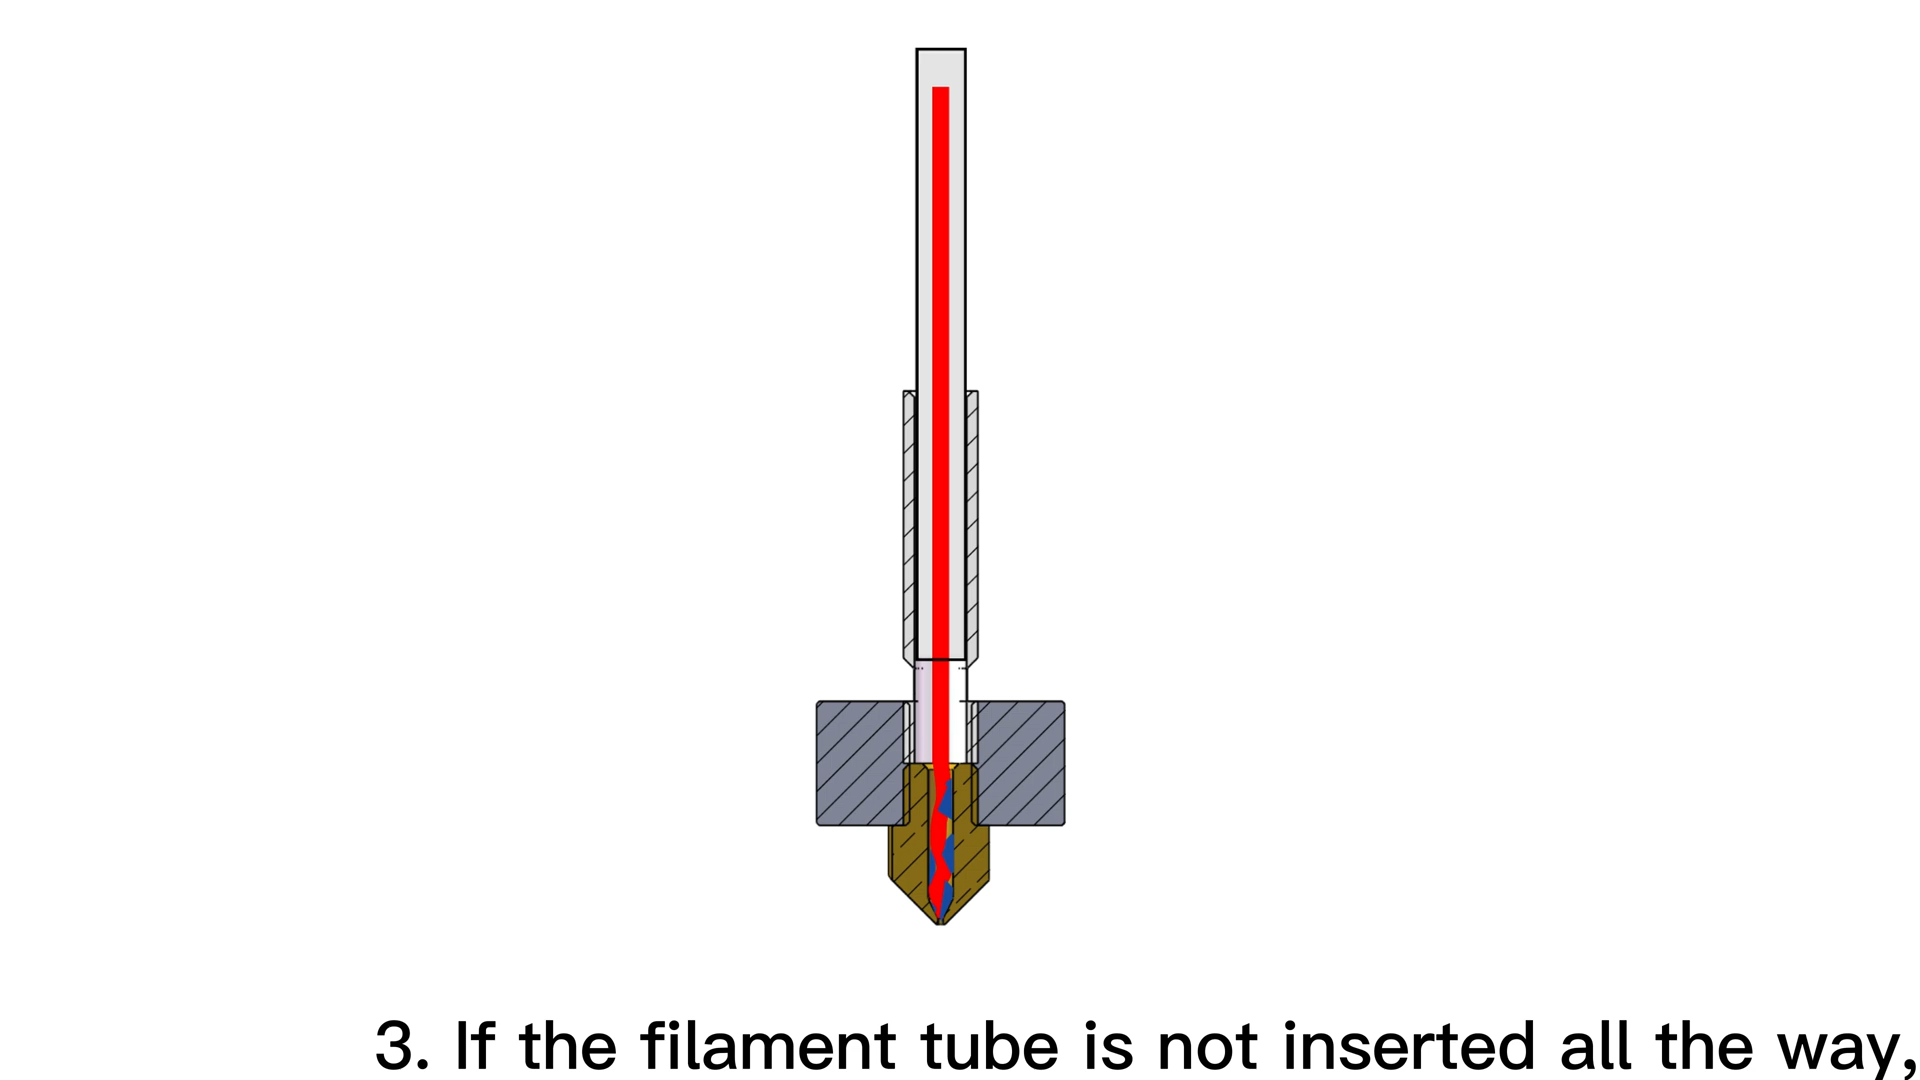 3. If the filament tube is not inserted all the way,